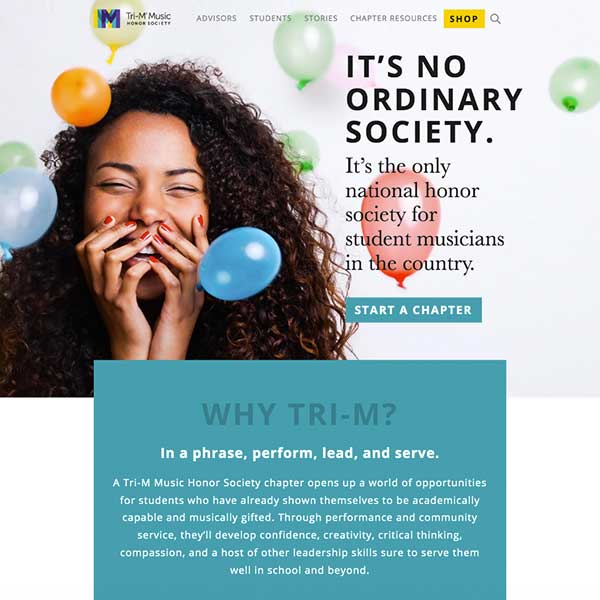 Tri-M® Music
HONOR SOCIETY
ADVISORS STUDENTS STORIES CHAPTER RESOURCES SHOP
IT'S NO
ORDINARY
SOCIETY.
It's the only
national honor
society for
student musicians
in the country.
START A CHAPTER
WHY TRI-M?
In a phrase, perform, lead, and serve.
A Tri-M Music Honor Society chapter opens up a world of opportunities
for students who have already shown themselves to be academically
capable and musically gifted. Through performance and community
service, they'll develop confidence, creativity, critical thinking,
compassion, and a host of other leadership skills sure to serve them
well in school and beyond.